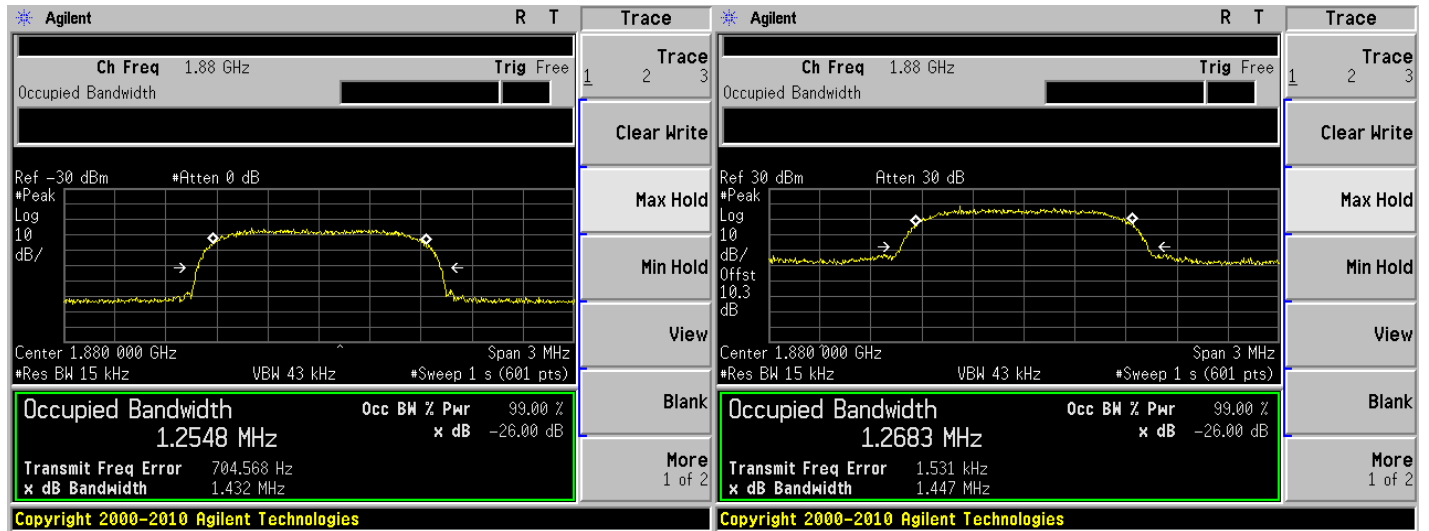 Agilent R T Trace
Ch Freq 1.88 GHz Trig Free
Occupied Bandwidth
Trace
1 2 3
Clear Write
Ref -30 dBm #Atten 0 dB
#Peak
Log
10
dB/
Max Hold
Min Hold
View
Center 1.880 000 GHz Span 3 MHz
#Res BW 15 kHz VBW 43 kHz #Sweep 1 s (601 pts)
Occupied Bandwidth Occ BW % Pwr 99.00 %
1.2548 MHz x dB -26.00 dB
Transmit Freq Error 704.568 Hz
x dB Bandwidth 1.432 MHz
Blank
More
1 of 2
Copyright 2000-2010 Agilent Technologies
Agilent R T Trace
Ch Freq 1.88 GHz Trig Free
Occupied Bandwidth
Trace
1 2 3
Clear Write
Ref 30 dBm Atten 30 dB
#Peak
Log
10
dB/
Offst
10.3
dB
Max Hold
Min Hold
View
Center 1.880 000 GHz Span 3 MHz
#Res BW 15 kHz VBW 43 kHz #Sweep 1 s (601 pts)
Occupied Bandwidth Occ BW % Pwr 99.00 %
1.2683 MHz x dB -26.00 dB
Transmit Freq Error 1.531 kHz
x dB Bandwidth 1.447 MHz
Blank
More
1 of 2
Copyright 2000-2010 Agilent Technologies